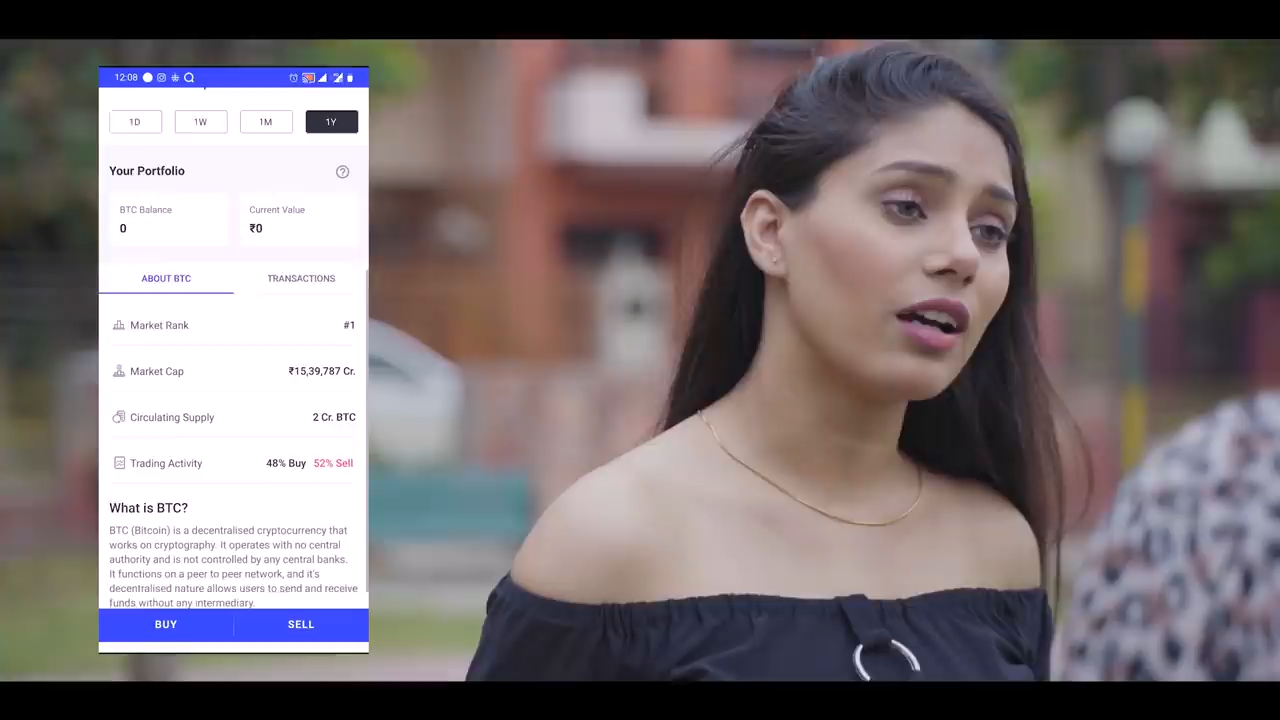 12:08
1D
1W
1M
1Y
Your Portfolio
BTC Balance
Current Value
0
₹0
ABOUT BTC
TRANSACTIONS
Market Rank
#1
Market Cap
₹15,39,787 Cr.
Circulating Supply
2 Cr. BTC
Trading Activity
48% Buy 52% Sell
What is BTC?
BTC (Bitcoin) is a decentralised cryptocurrency that
works on cryptography. It operates with no central
authority and is not controlled by any central banks.
It functions on a peer to peer network, and it's
decentralised nature allows users to send and receive
funds without any intermediary.
BUY
SELL